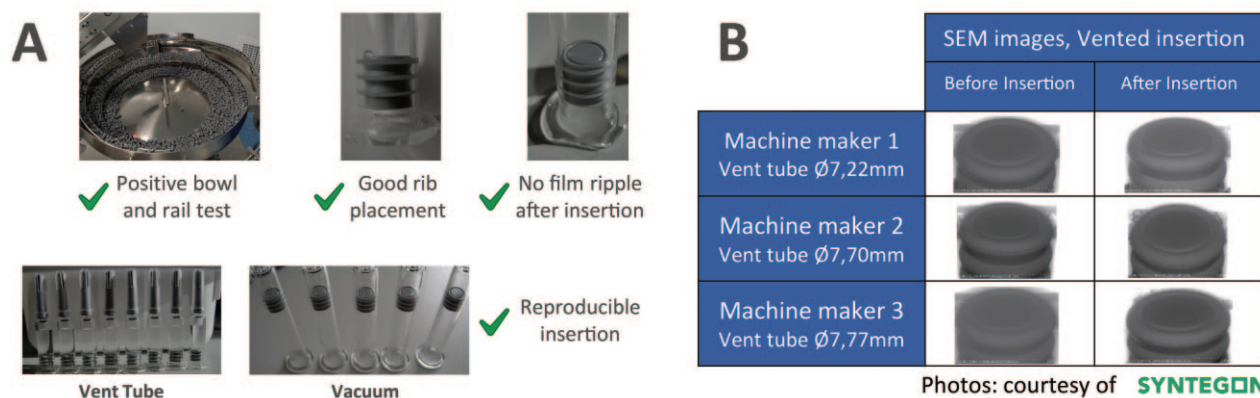 A
Positive bowl
and rail test
Good rib
placement
No film ripple
after insertion
Vent Tube
Vacuum
Reproducible
insertion
B
SEM images, Vented insertion
Before Insertion
After Insertion
Machine maker 1
Vent tube Ø7,22mm
Machine maker 2
Vent tube Ø7,70mm
Machine maker 3
Vent tube Ø7,77mm
Photos: courtesy of SYNTEGON